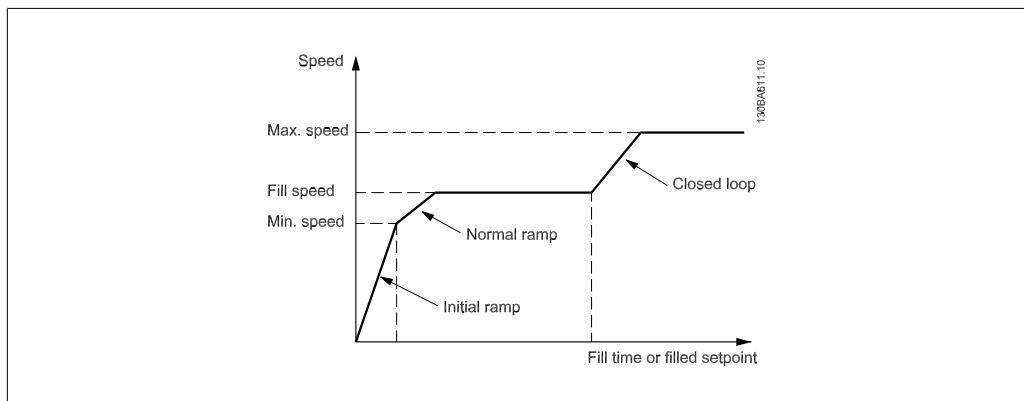 Speed
130BA611.10
Max. speed
Closed loop
Fill speed
Min. speed
Normal ramp
Initial ramp
Fill time or filled setpoint